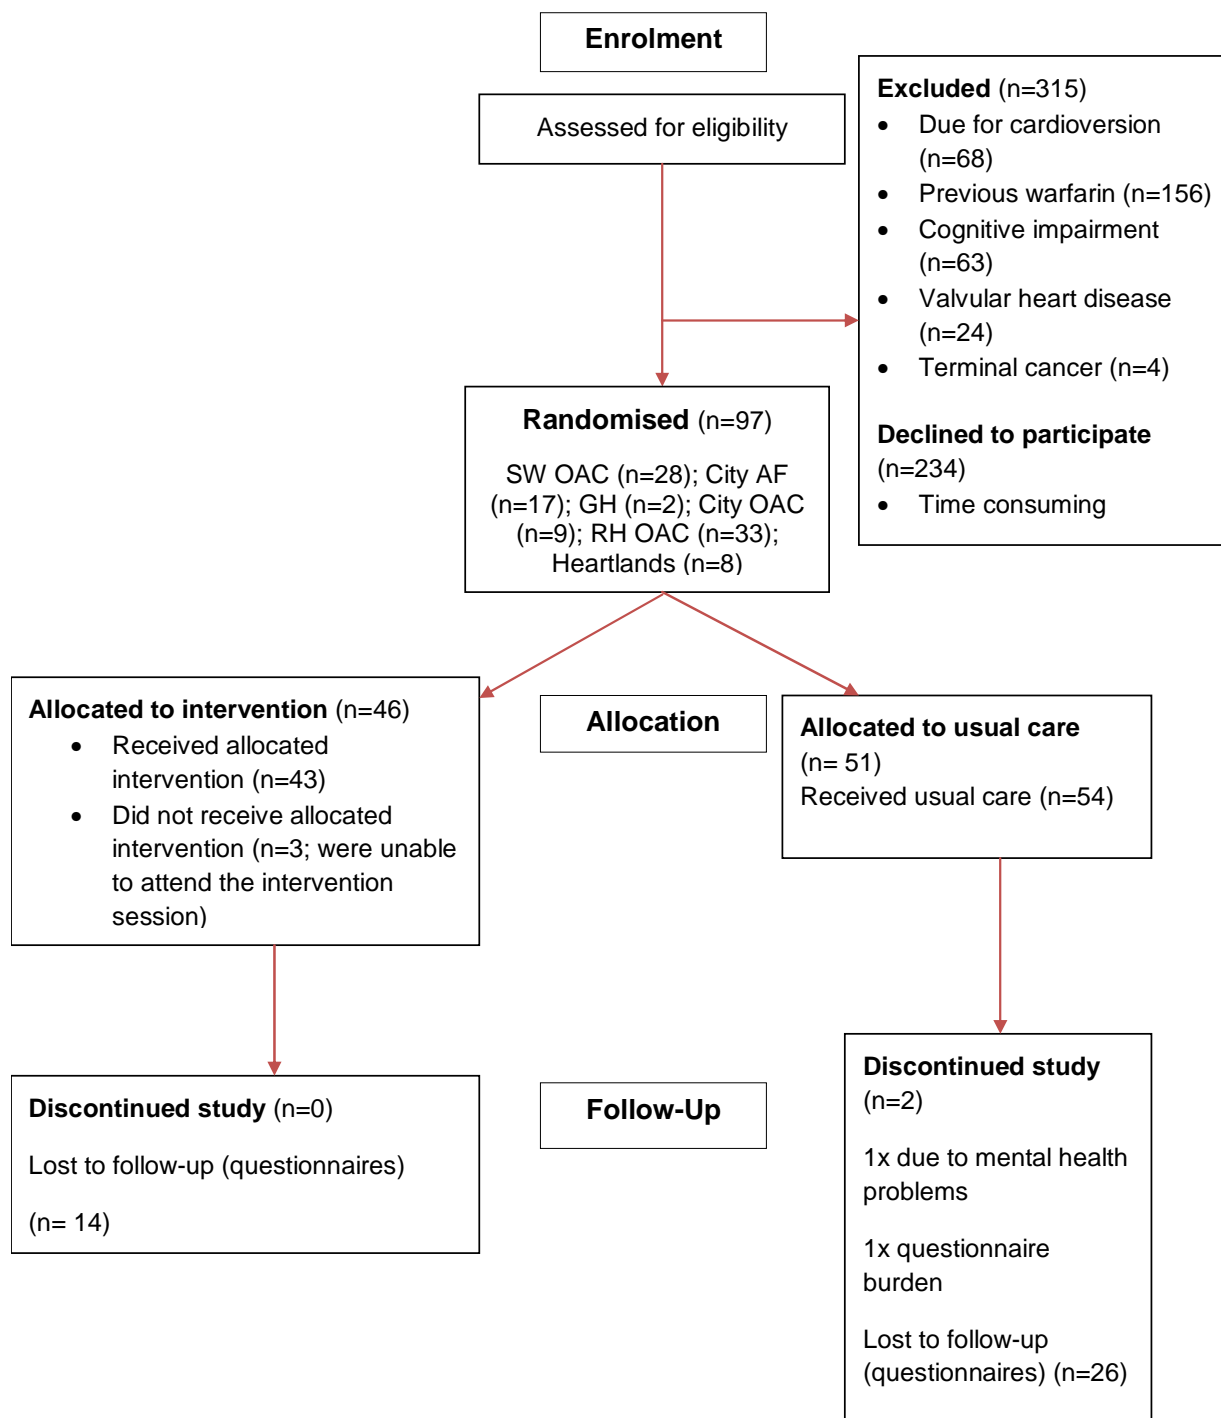 Enrolment
Assessed for eligibility
Excluded (n=315)
• Due for cardioversion
(n=68)
• Previous warfarin (n=156)
• Cognitive impairment
(n=63)
• Valvular heart disease
(n=24)
• Terminal cancer (n=4)
Declined to participate
(n=234)
• Time consuming
Randomised (n=97)
SW OAC (n=28); City AF
(n=17); GH (n=2); City OAC
(n=9); RH OAC (n=33);
Heartlands (n=8)
Allocated to intervention (n=46)
• Received allocated
intervention (n=43)
• Did not receive allocated
intervention (n=3; were unable
to attend the intervention
session)
Allocation
Allocated to usual care
(n= 51)
Received usual care (n=54)
Discontinued study (n=0)
Lost to follow-up (questionnaires)
(n= 14)
Follow-Up
Discontinued study
(n=2)
1x due to mental health
problems
1x questionnaire
burden
Lost to follow-up
(questionnaires) (n=26)